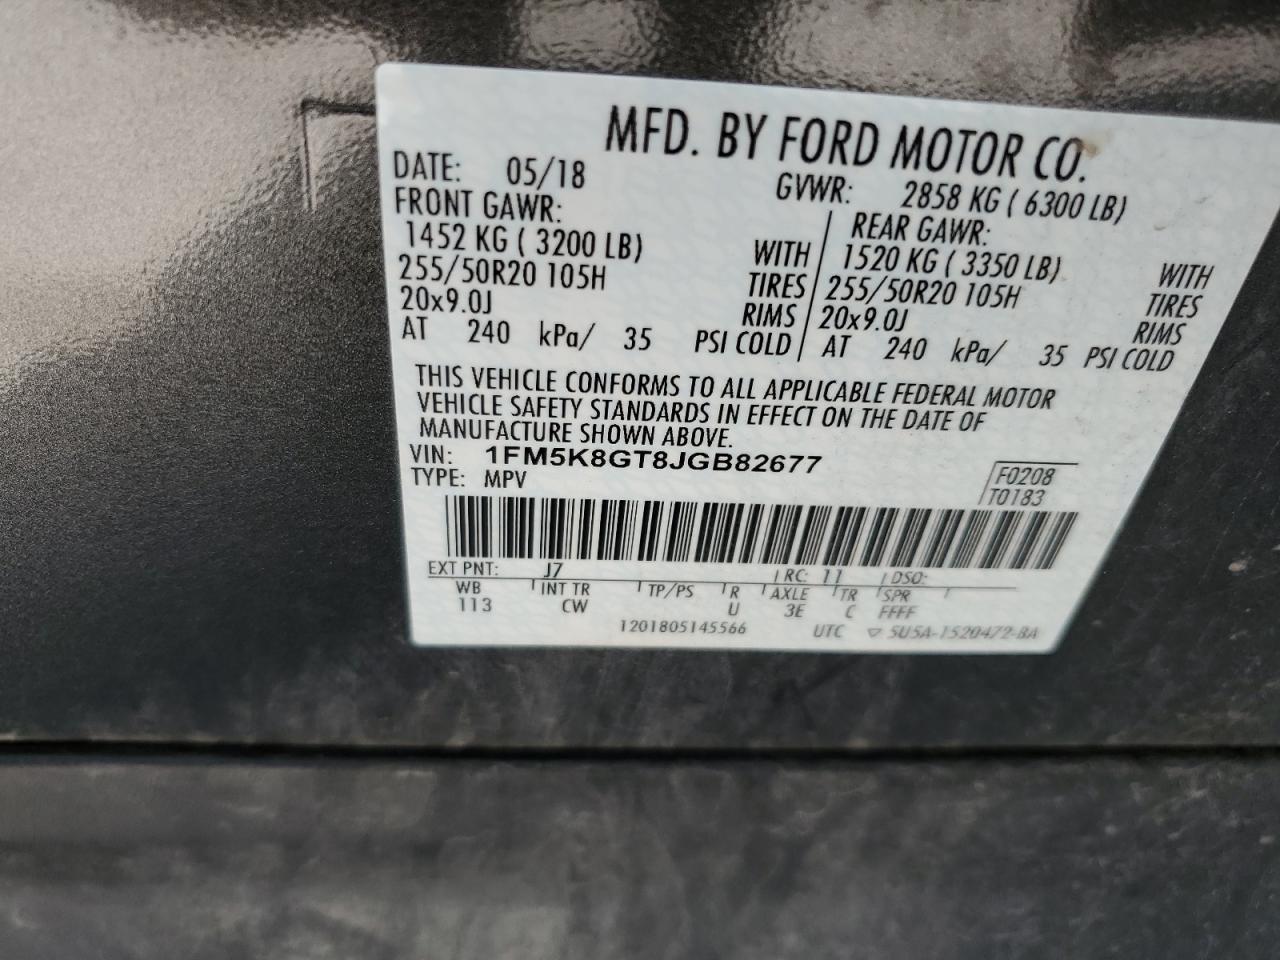 MFD. BY FORD MOTOR CO.
DATE: 05/18 GVWR: 2858 KG ( 6300 LB)
FRONT GAWR: REAR GAWR:
1452 KG ( 3200 LB) WITH 1520 KG ( 3350 LB) WITH
255/50R20 105H TIRES 255/50R20 105H TIRES
20x9.0J RIMS 20x9.0J RIMS
AT 240 kPa/ 35 PSI COLD AT 240 kPa/ 35 PSI COLD
THIS VEHICLE CONFORMS TO ALL APPLICABLE FEDERAL MOTOR
VEHICLE SAFETY STANDARDS IN EFFECT ON THE DATE OF
MANUFACTURE SHOWN ABOVE.
VIN: 1FM5K8GT8JGB82677
TYPE: MPV
F0208
T0183
EXT PNT: J7 RC: 11 DSO:
WB INT TR TP/PS R AXLE TR SPR
113 CW U 3E C FFFF
1201805145566 UTC ▽ 5U5A-1520472-BA